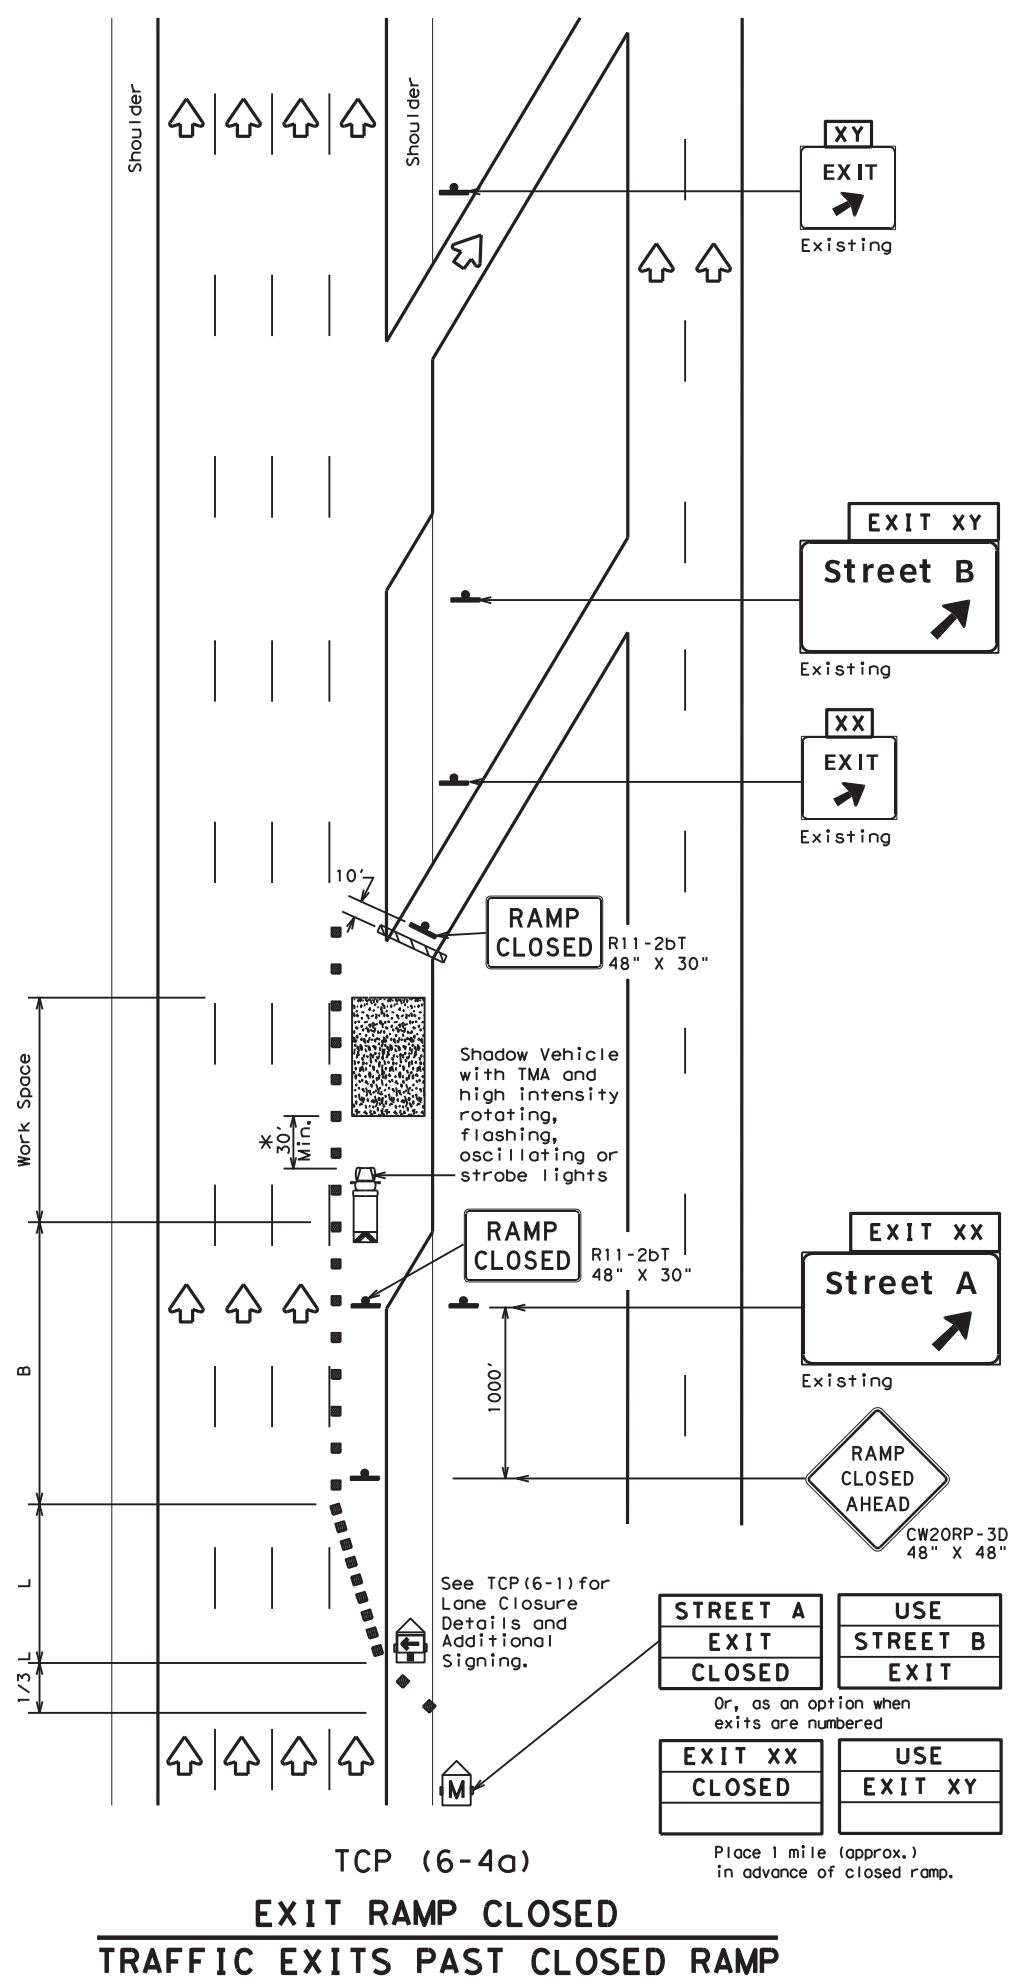 Shoulder
Shoulder
XY
EXIT
Existing
EXIT XY
Street B
Existing
XX
EXIT
Existing
10'
RAMP
CLOSED
R11-2bT
48" X 30"
Work Space
*
30'
Min.
Shadow Vehicle
with TMA and
high intensity
rotating,
flashing,
oscillating or
strobe lights
RAMP
CLOSED
R11-2bT
48" X 30"
EXIT XX
Street A
Existing
B
1000'
RAMP
CLOSED
AHEAD
CW20RP-3D
48" X 48"
L
See TCP(6-1)for
Lane Closure
Details and
Additional
Signing.
1/3 L
STREET A
EXIT
CLOSED
USE
STREET B
EXIT
Or, as an option when
exits are numbered
EXIT XX
CLOSED
USE
EXIT XY
M
Place 1 mile (approx.)
in advance of closed ramp.
TCP (6-4a)
EXIT RAMP CLOSED
TRAFFIC EXITS PAST CLOSED RAMP